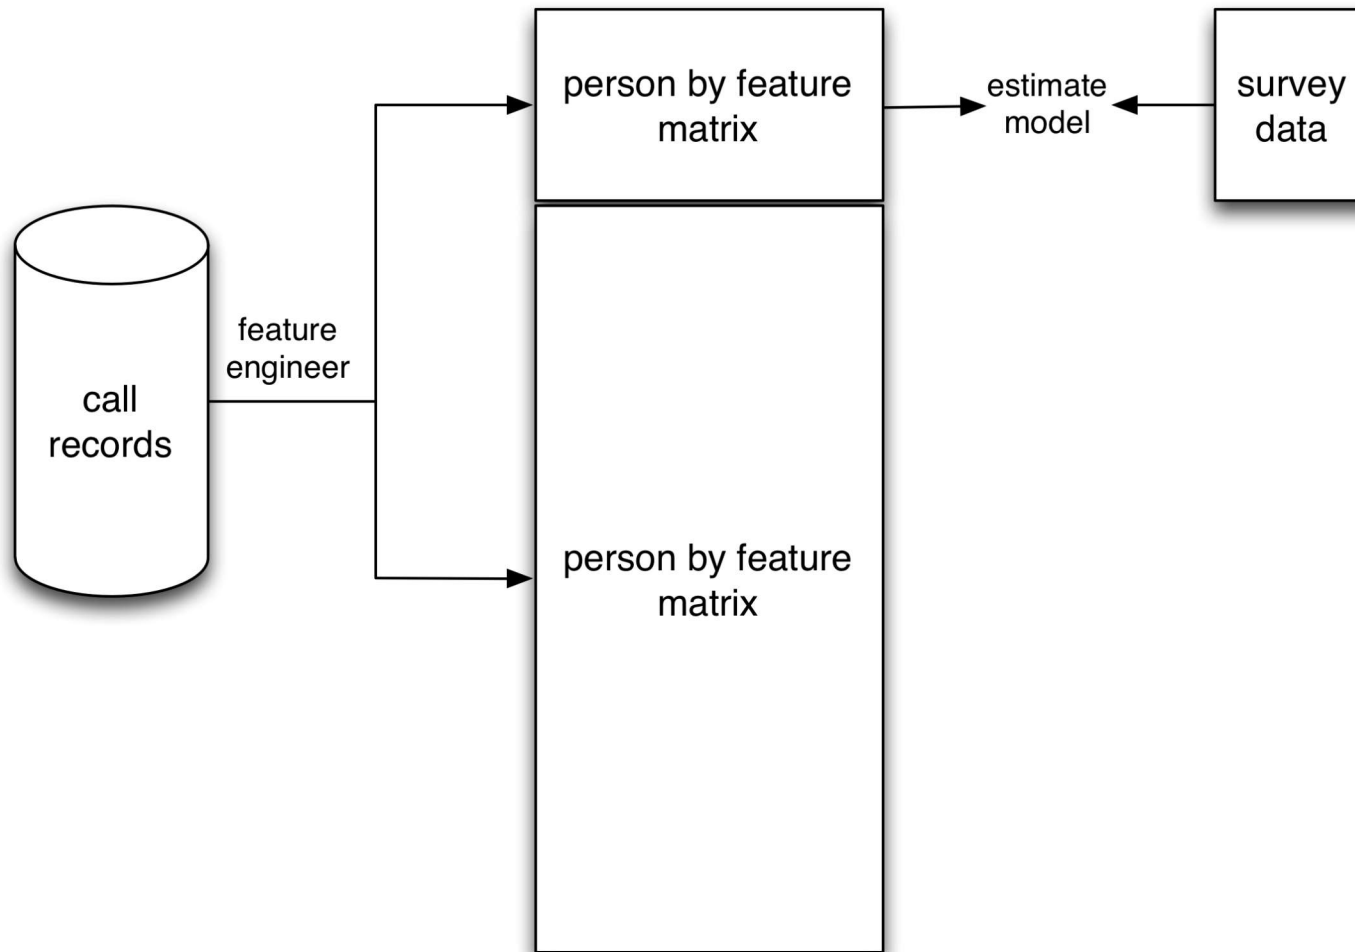 person by feature
matrix
estimate
model
survey
data
feature
engineer
call
records
person by feature
matrix